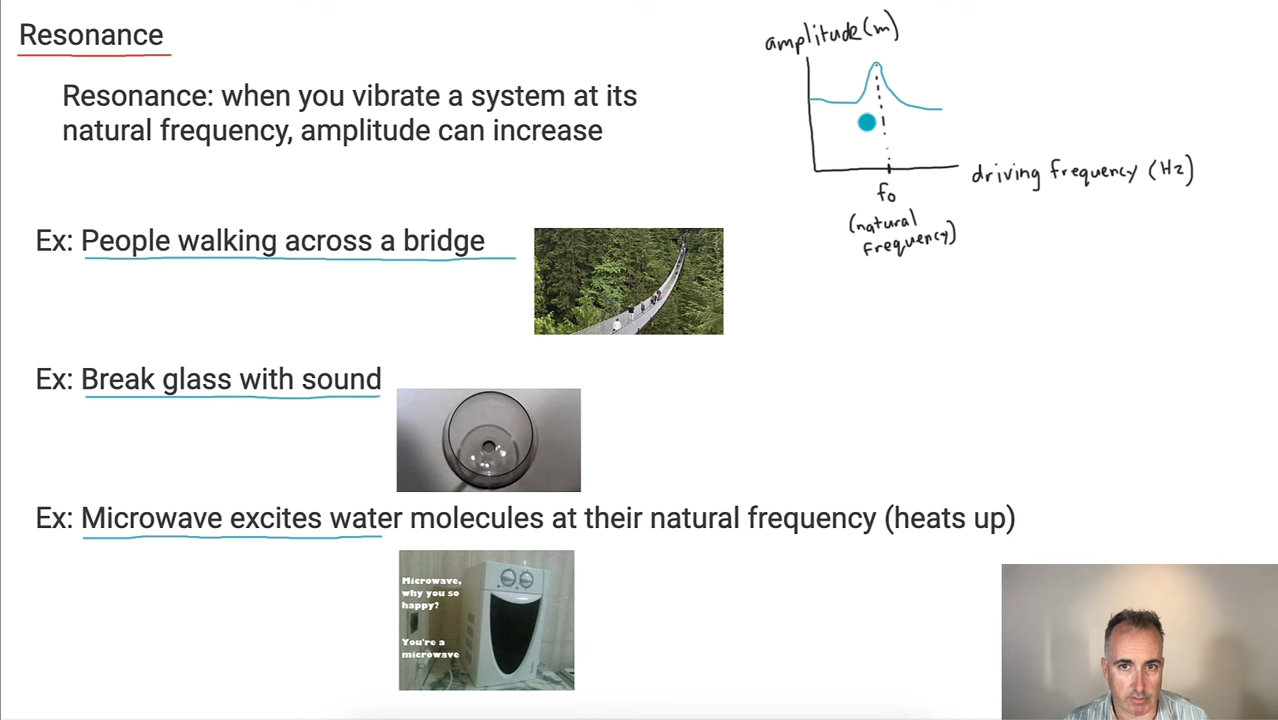 Resonance
Resonance: when you vibrate a system at its
natural frequency, amplitude can increase
amplitude (m)
driving frequency (Hz)
fo
(natural
frequency)
Ex: People walking across a bridge
Ex: Break glass with sound
Ex: Microwave excites water molecules at their natural frequency (heats up)
Microwave,
why you so
happy?
You're a
microwave